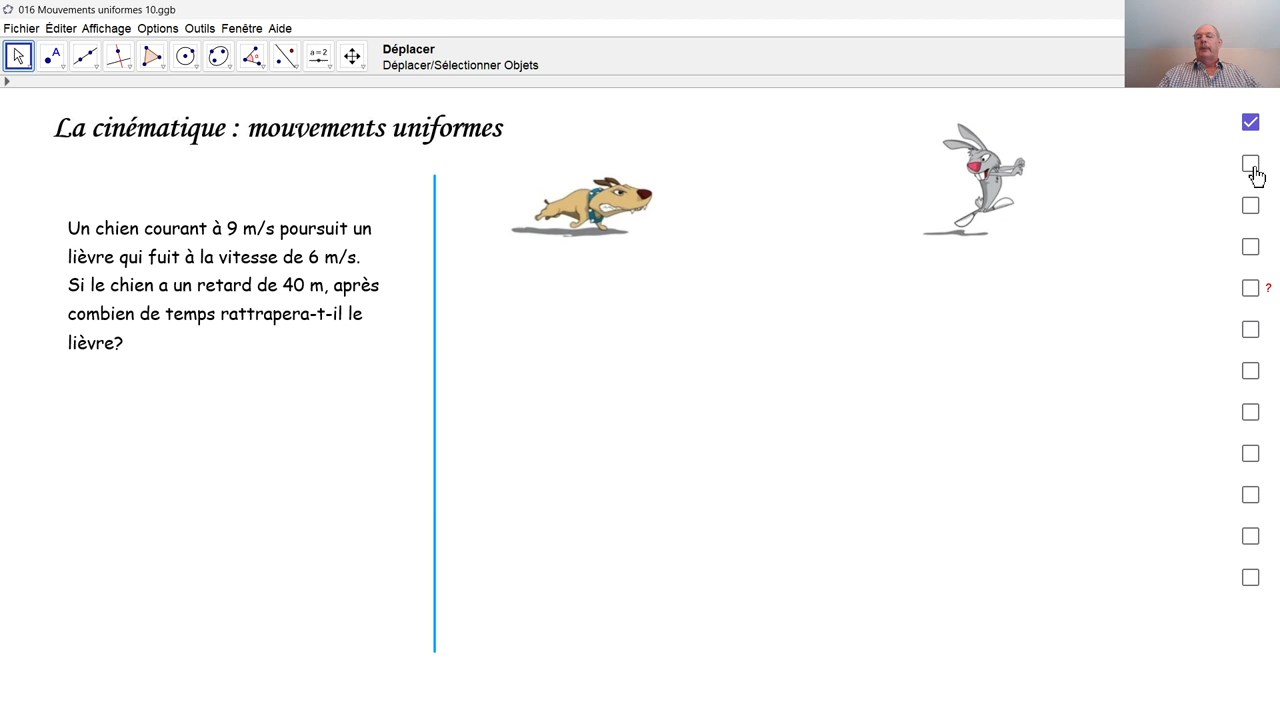 016 Mouvements uniformes 10.ggb
Fichier Éditer Affichage Options Outils Fenêtre Aide
A
a=2
Déplacer
Déplacer/Sélectionner Objets
La cinématique : mouvements uniformes
Un chien courant à 9 m/s poursuit un
lièvre qui fuit à la vitesse de 6 m/s.
Si le chien a un retard de 40 m, après
combien de temps rattrapera-t-il le
lièvre?
?